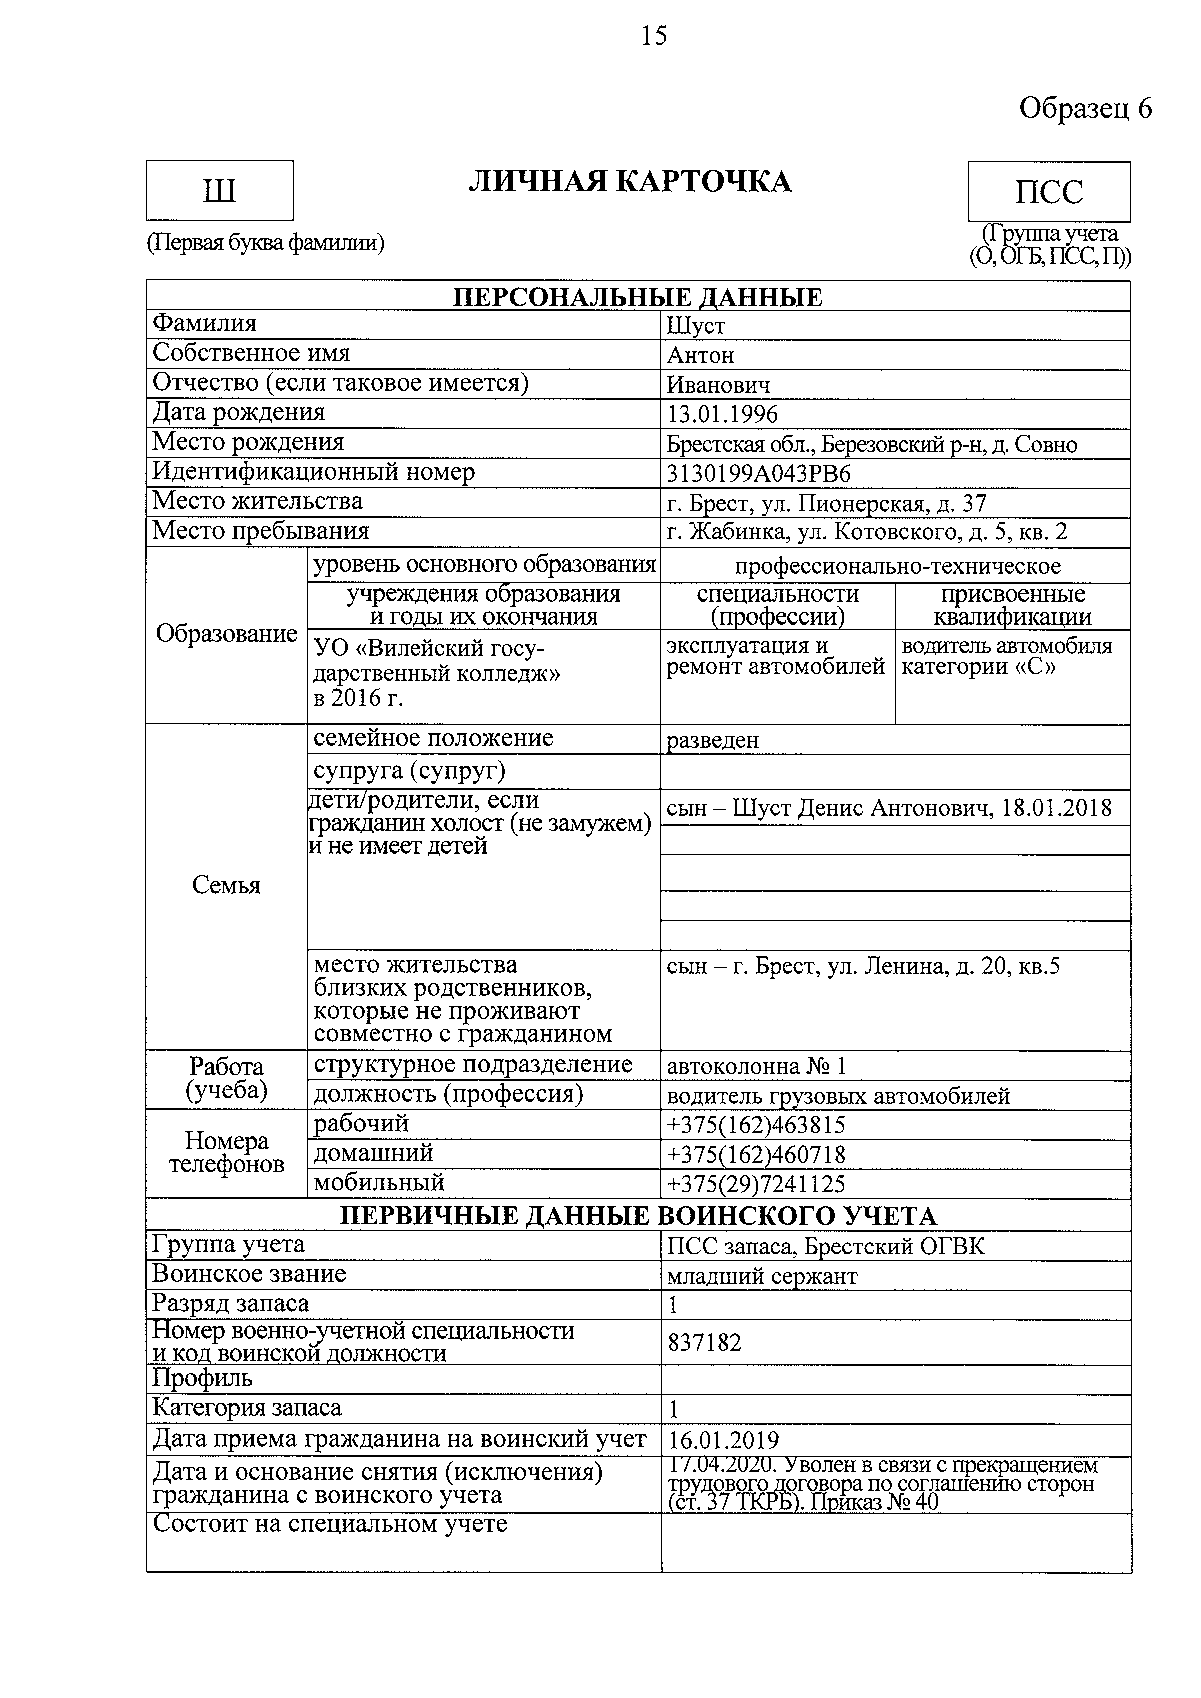 15
Образец 6
Ш
ЛИЧНАЯ КАРТОЧКА
ПСС
(Первая буква фамилии)
(Группа учета
(О, ОГБ, ПСС, П))
ПЕРСОНАЛЬНЫЕ ДАННЫЕ
Фамилия
Шуст
Собственное имя
Антон
Отчество (если таковое имеется)
Иванович
Дата рождения
13.01.1996
Место рождения
Брестская обл., Березовский р-н, д. Совно
Идентификационный номер
3130199А043РВ6
Место жительства
г. Брест, ул. Пионерская, д. 37
Место пребывания
г. Жабинка, ул. Котовского, д. 5, кв. 2
Образование
уровень основного образования
профессионально-техническое
учреждения образования
и годы их окончания
специальности
(профессии)
присвоенные
квалификации
УО «Вилейский госу-
дарственный колледж»
в 2016 г.
эксплуатация и
ремонт автомобилей
водитель автомобиля
категории «С»
Семья
семейное положение
разведен
супруга (супруг)
дети/родители, если
гражданин холост (не замужем)
и не имеет детей
сын – Шуст Денис Антонович, 18.01.2018
место жительства
близких родственников,
которые не проживают
совместно с гражданином
сын – г. Брест, ул. Ленина, д. 20, кв.5
Работа
(учеба)
структурное подразделение
автоколонна № 1
должность (профессия)
водитель грузовых автомобилей
Номера
телефонов
рабочий
+375(162)463815
домашний
+375(162)460718
мобильный
+375(29)7241125
ПЕРВИЧНЫЕ ДАННЫЕ ВОИНСКОГО УЧЕТА
Группа учета
ПСС запаса, Брестский ОГВК
Воинское звание
младший сержант
Разряд запаса
1
Номер военно-учетной специальности
и код воинской должности
837182
Профиль
Категория запаса
1
Дата приема гражданина на воинский учет
16.01.2019
Дата и основание снятия (исключения)
гражданина с воинского учета
17.04.2020. Уволен в связи с прекращением
трудового договора по соглашению сторон
(ст. 37 ТКРБ). Приказ № 40
Состоит на специальном учете